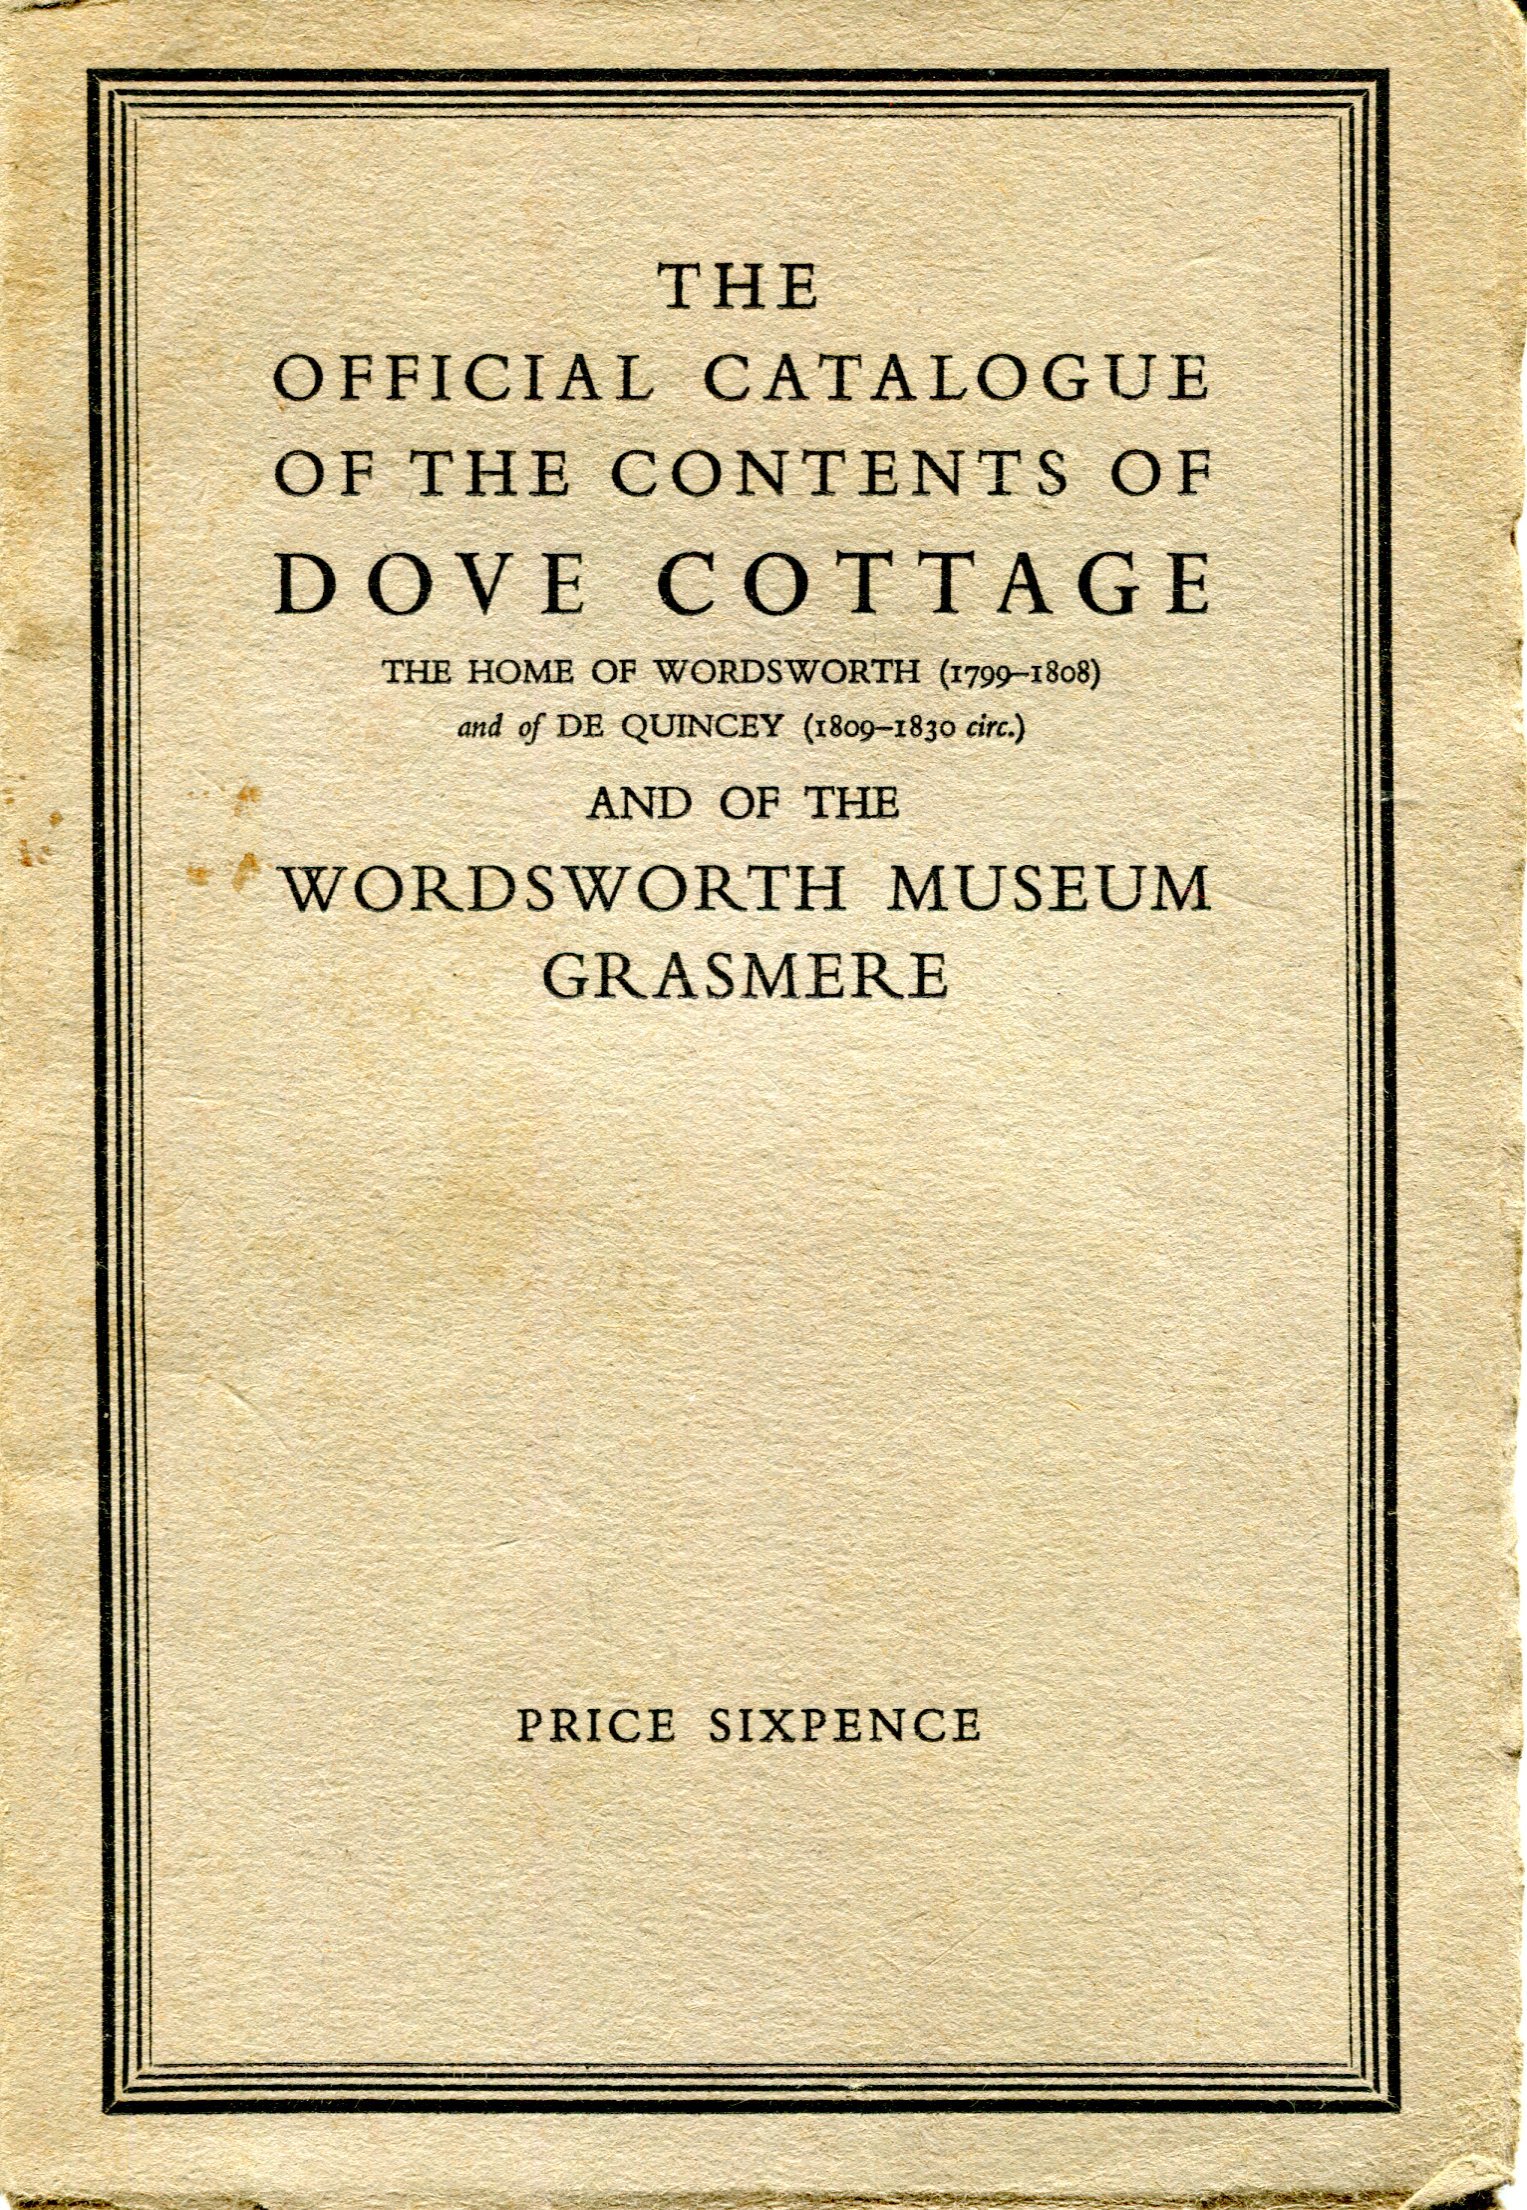 THE
OFFICIAL CATALOGUE
OF THE CONTENTS OF
DOVE COTTAGE
THE HOME OF WORDSWORTH (1799–1808)
and of DE QUINCEY (1809–1830 circ.)
AND OF THE
WORDSWORTH MUSEUM
GRASMERE
PRICE SIXPENCE